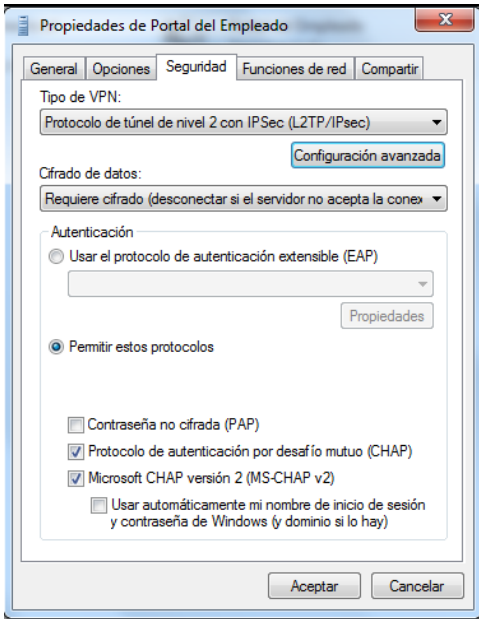 Propiedades de Portal del Empleado
General Opciones Seguridad Funciones de red Compartir
Tipo de VPN:
Protocolo de túnel de nivel 2 con IPSec (L2TP/IPsec)
Configuración avanzada
Cifrado de datos:
Requiere cifrado (desconectar si el servidor no acepta la conex
Autenticación
Usar el protocolo de autenticación extensible (EAP)
Propiedades
Permitir estos protocolos
Contraseña no cifrada (PAP)
Protocolo de autenticación por desafío mutuo (CHAP)
Microsoft CHAP versión 2 (MS-CHAP v2)
Usar automáticamente mi nombre de inicio de sesión
y contraseña de Windows (y dominio si lo hay)
Aceptar Cancelar